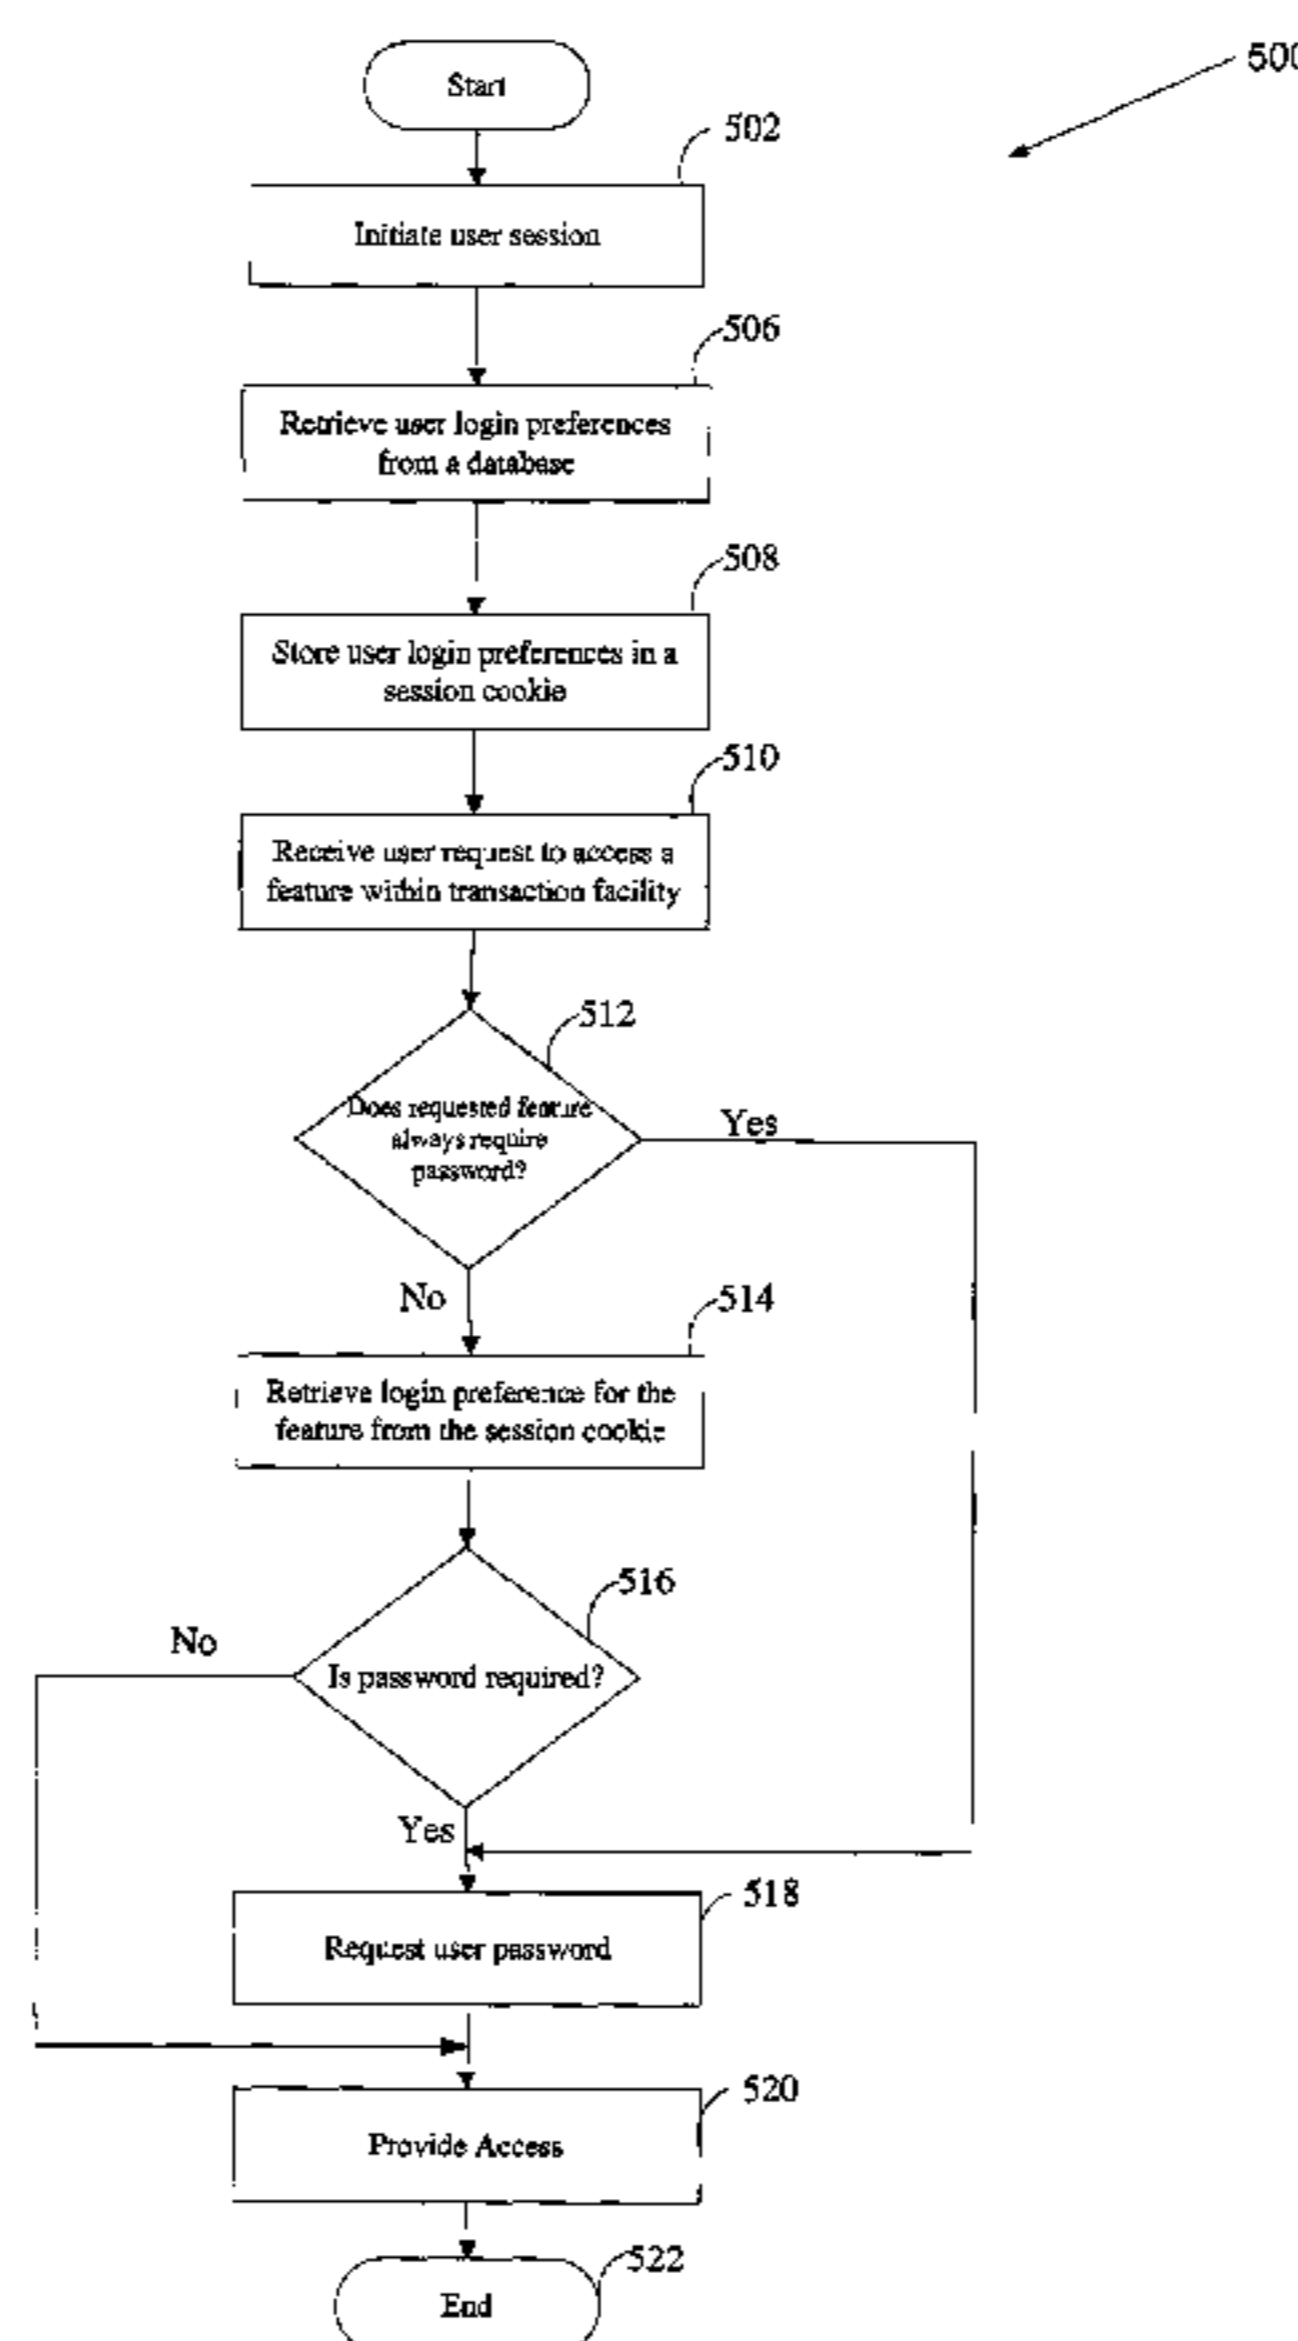 500
Start
502
Initiate user session
506
Retrieve user login preferences
from a database
508
Store user login preferences in a
session cookie
510
Receive user request to access a
feature within transaction facility
512
Does requested feature
always require
password?
Yes
No
514
Retrieve login preference for the
feature from the session cookie
516
No
Is password required?
Yes
518
Request user password
520
Provide Access
522
End